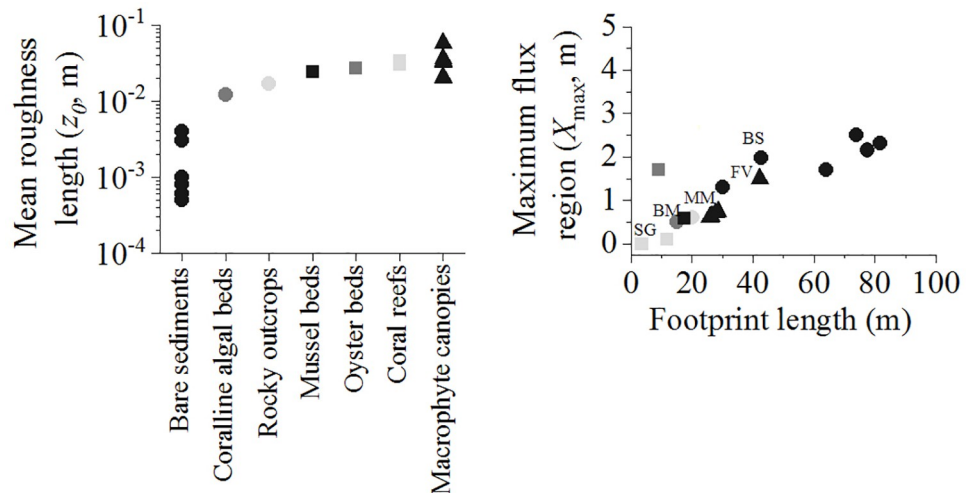 Mean roughness
length (z0, m)
10-1
10-2
10-3
10-4
Bare sediments
Coralline algal beds
Rocky outcrops
Mussel beds
Oyster beds
Coral reefs
Macrophyte canopies
Maximum flux
region (Xmax, m)
5
4
3
2
1
0
BS
FV
MM
BM
SG
0 20 40 60 80 100
Footprint length (m)